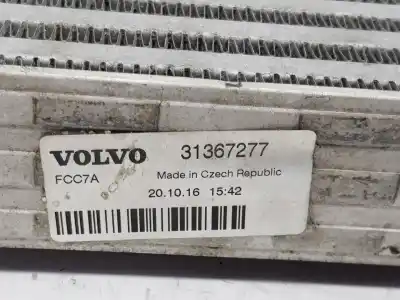 VOLVO 31367277
FCC7A Made in Czech Republic
20.10.16 15:42